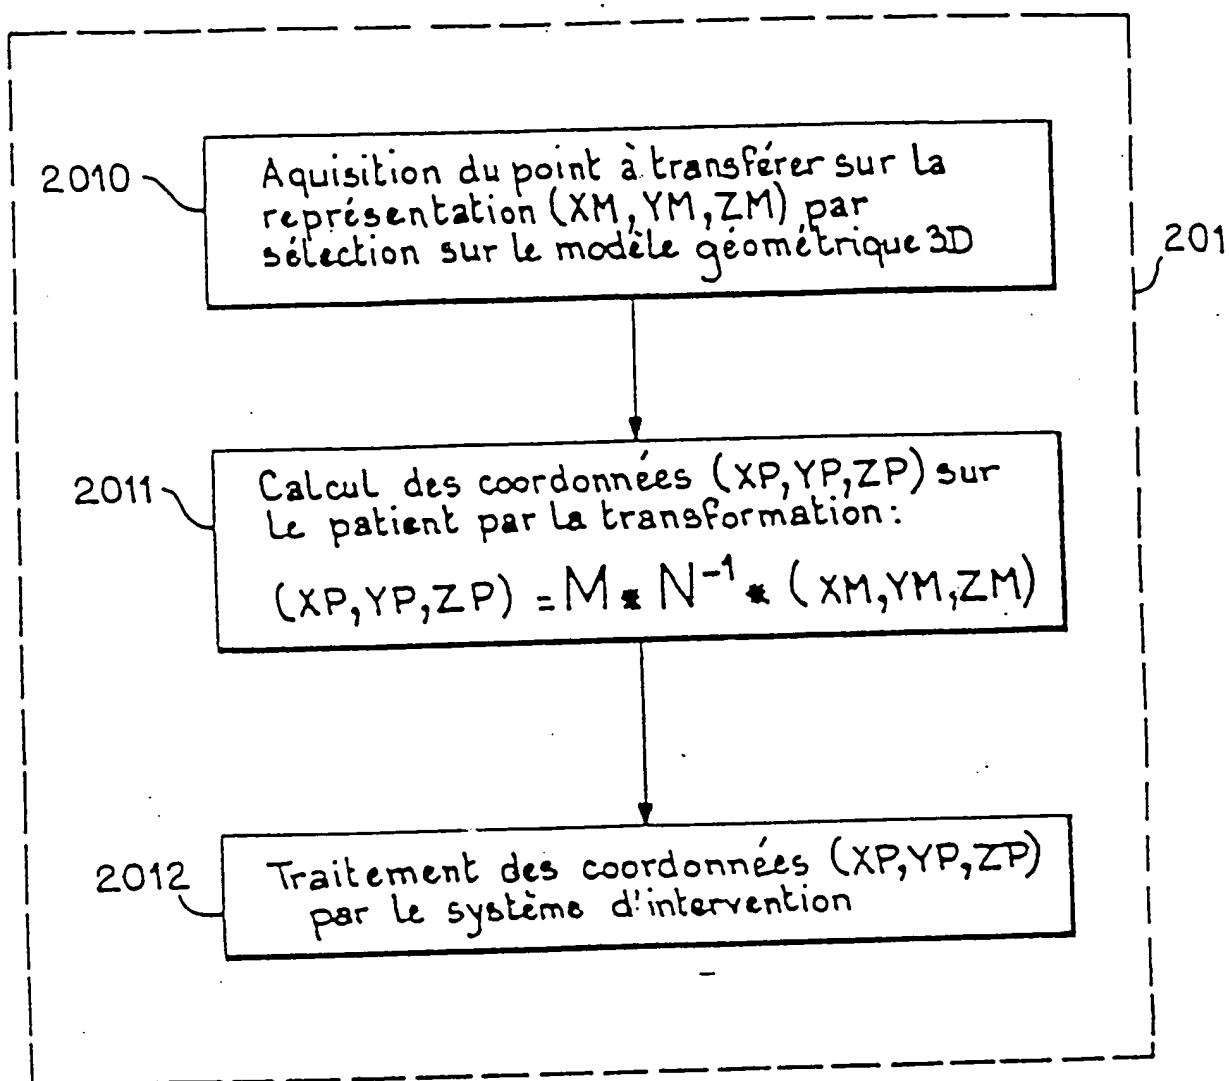 2010
Aquisition du point à transférer sur la
représentation (XM,YM,ZM) par
sélection sur le modèle géométrique 3D
201
2011
Calcul des coordonnées (XP,YP,ZP) sur
le patient par la transformation:
(XP,YP,ZP) = M * N⁻¹ * (XM,YM,ZM)
2012
Traitement des coordonnées (XP,YP,ZP)
par le système d'intervention